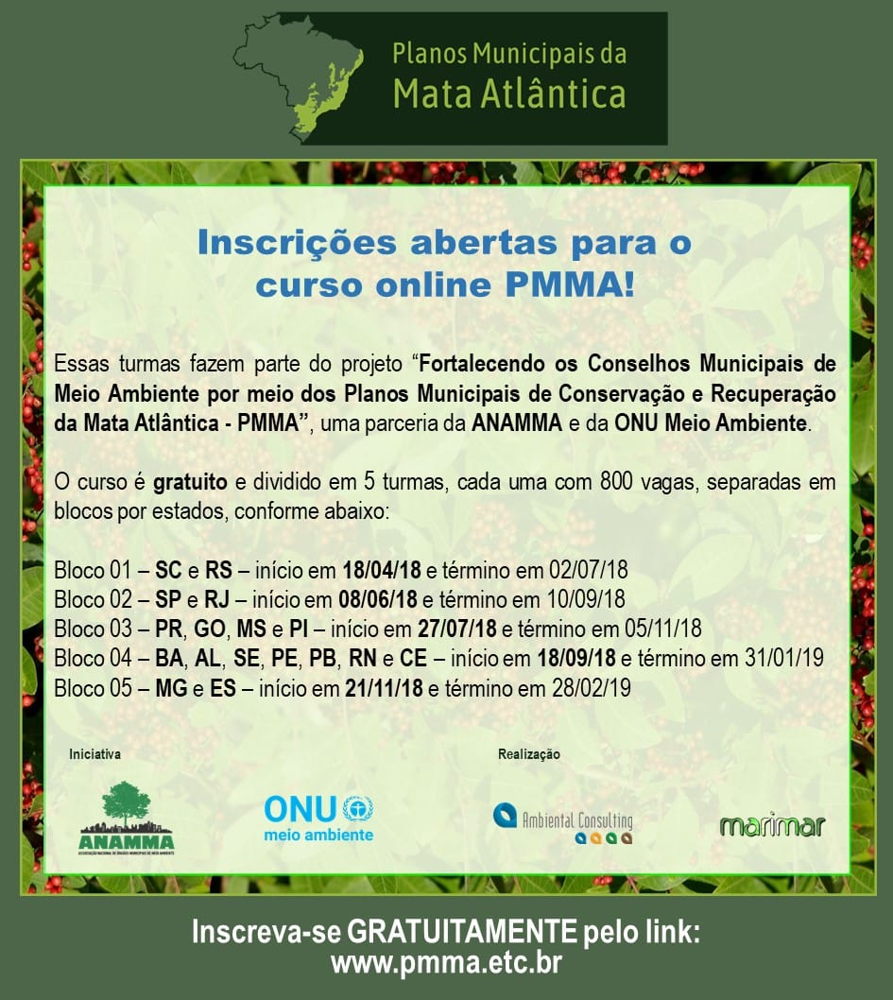 Planos Municipais da
Mata Atlântica
Inscrições abertas para o
curso online PMMA!
Essas turmas fazem parte do projeto “Fortalecendo os Conselhos Municipais de
Meio Ambiente por meio dos Planos Municipais de Conservação e Recuperação
da Mata Atlântica - PMMA”, uma parceria da ANAMMA e da ONU Meio Ambiente.
O curso é gratuito e dividido em 5 turmas, cada uma com 800 vagas, separadas em
blocos por estados, conforme abaixo:
Bloco 01 – SC e RS – início em 18/04/18 e término em 02/07/18
Bloco 02 – SP e RJ – início em 08/06/18 e término em 10/09/18
Bloco 03 – PR, GO, MS e PI – início em 27/07/18 e término em 05/11/18
Bloco 04 – BA, AL, SE, PE, PB, RN e CE – início em 18/09/18 e término em 31/01/19
Bloco 05 – MG e ES – início em 21/11/18 e término em 28/02/19
Iniciativa
Realização
ANAMMA
ASSOCIAÇÃO NACIONAL DE ÓRGÃOS MUNICIPAIS DE MEIO AMBIENTE
ONU
meio ambiente
Ambiental Consulting
marimar
Inscreva-se GRATUITAMENTE pelo link:
www.pmma.etc.br